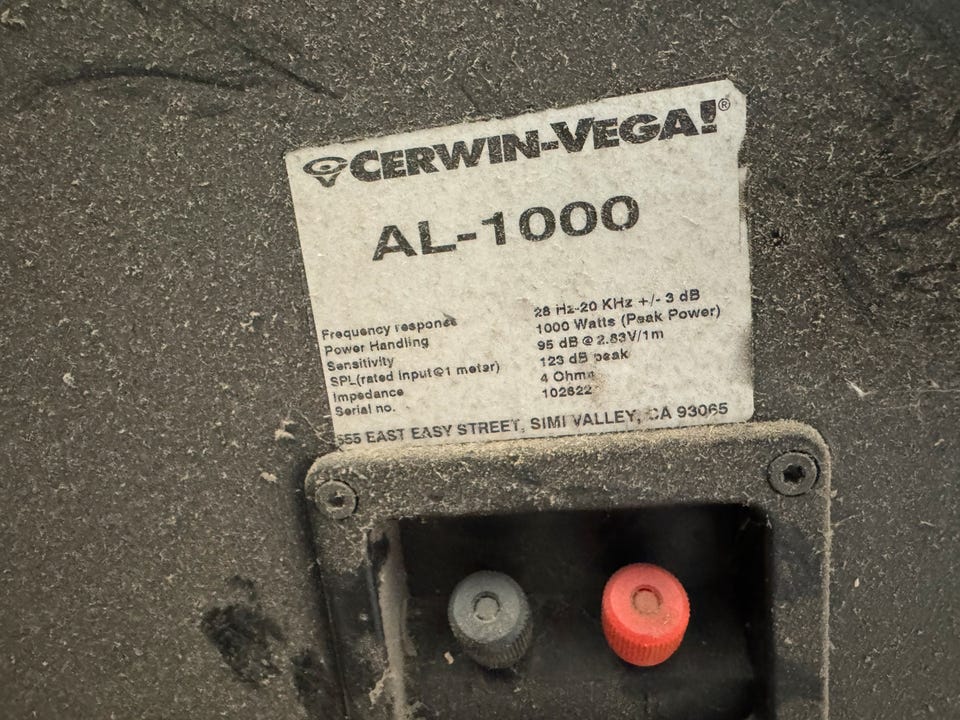 CERWIN-VEGA!®
AL-1000
Frequency response 28 Hz-20 KHz +/- 3 dB
Power Handling 1000 Watts (Peak Power)
Sensitivity 95 dB @ 2.83V/1m
SPL(rated input@1 meter) 123 dB peak
Impedance 4 Ohms
Serial no. 102622
555 EAST EASY STREET, SIMI VALLEY, CA 93065